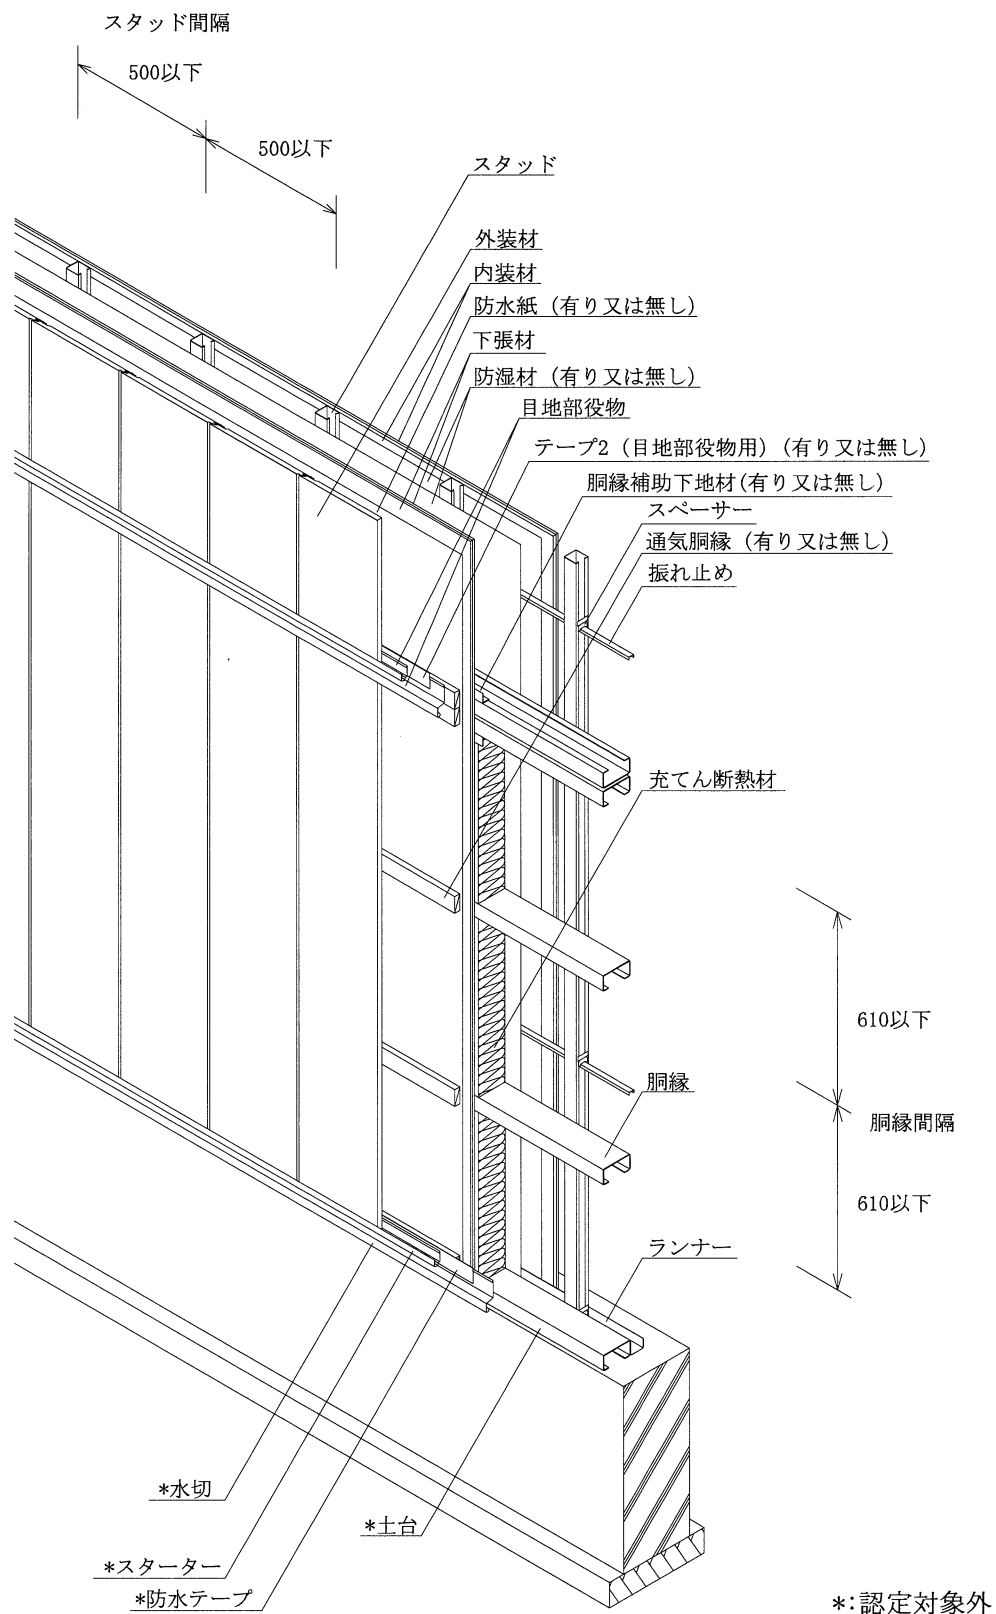 スタッド間隔
500以下
500以下
スタッド
外装材
内装材
防水紙（有り又は無し）
下張材
防湿材（有り又は無し）
目地部役物
テープ2（目地部役物用）（有り又は無し）
胴縁補助下地材(有り又は無し)
スペーサー
通気胴縁（有り又は無し）
振れ止め
充てん断熱材
610以下
胴縁
胴縁間隔
610以下
ランナー
*水切
*土台
*スターター
*防水テープ
*:認定対象外